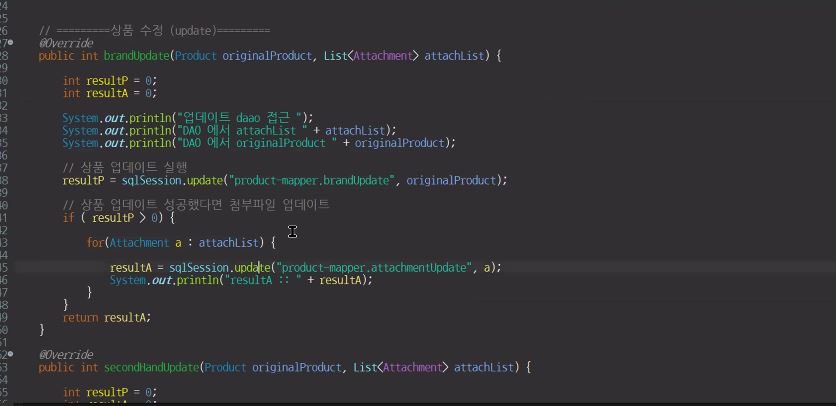 24
25
26 // =========상품 수정 (update)=========
27 @Override
28 public int brandUpdate(Product originalProduct, List<Attachment> attachList) {
29
30 int resultP = 0;
31 int resultA = 0;
32
33 System.out.println("업데이트 daao 접근 ");
34 System.out.println("DAO 에서 attachList " + attachList);
35 System.out.println("DAO 에서 originalProduct " + originalProduct);
36
37 // 상품 업데이트 실행
38 resultP = sqlSession.update("product-mapper.brandUpdate", originalProduct);
39
40 // 상품 업데이트 성공했다면 첨부파일 업데이트
41 if ( resultP > 0) {
42
43 for(Attachment a : attachList) {
44
45 resultA = sqlSession.update("product-mapper.attachmentUpdate", a);
46 System.out.println("resultA :: " + resultA);
47 }
48 }
49 return resultA;
50 }
51
52 @Override
53 public int secondHandUpdate(Product originalProduct, List<Attachment> attachList) {
54
55 int resultP = 0;